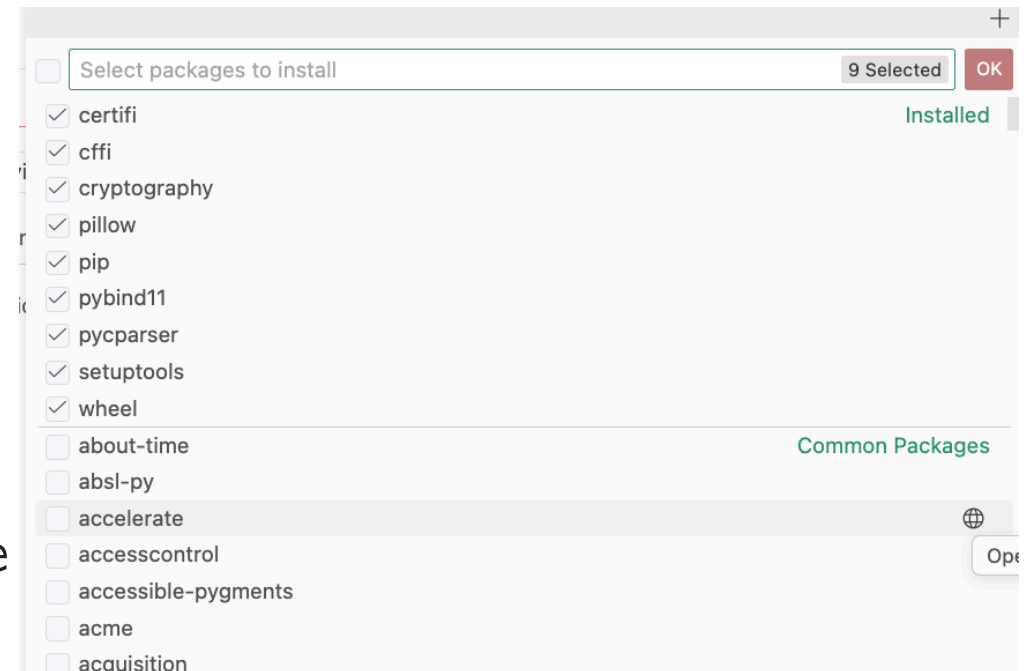 Select packages to install 9 Selected OK
certifi Installed
cffi
cryptography
pillow
pip
pybind11
pycparser
setuptools
wheel
about-time Common Packages
absl-py
accelerate
accesscontrol
Ope
accessible-pygments
acme
acquisition